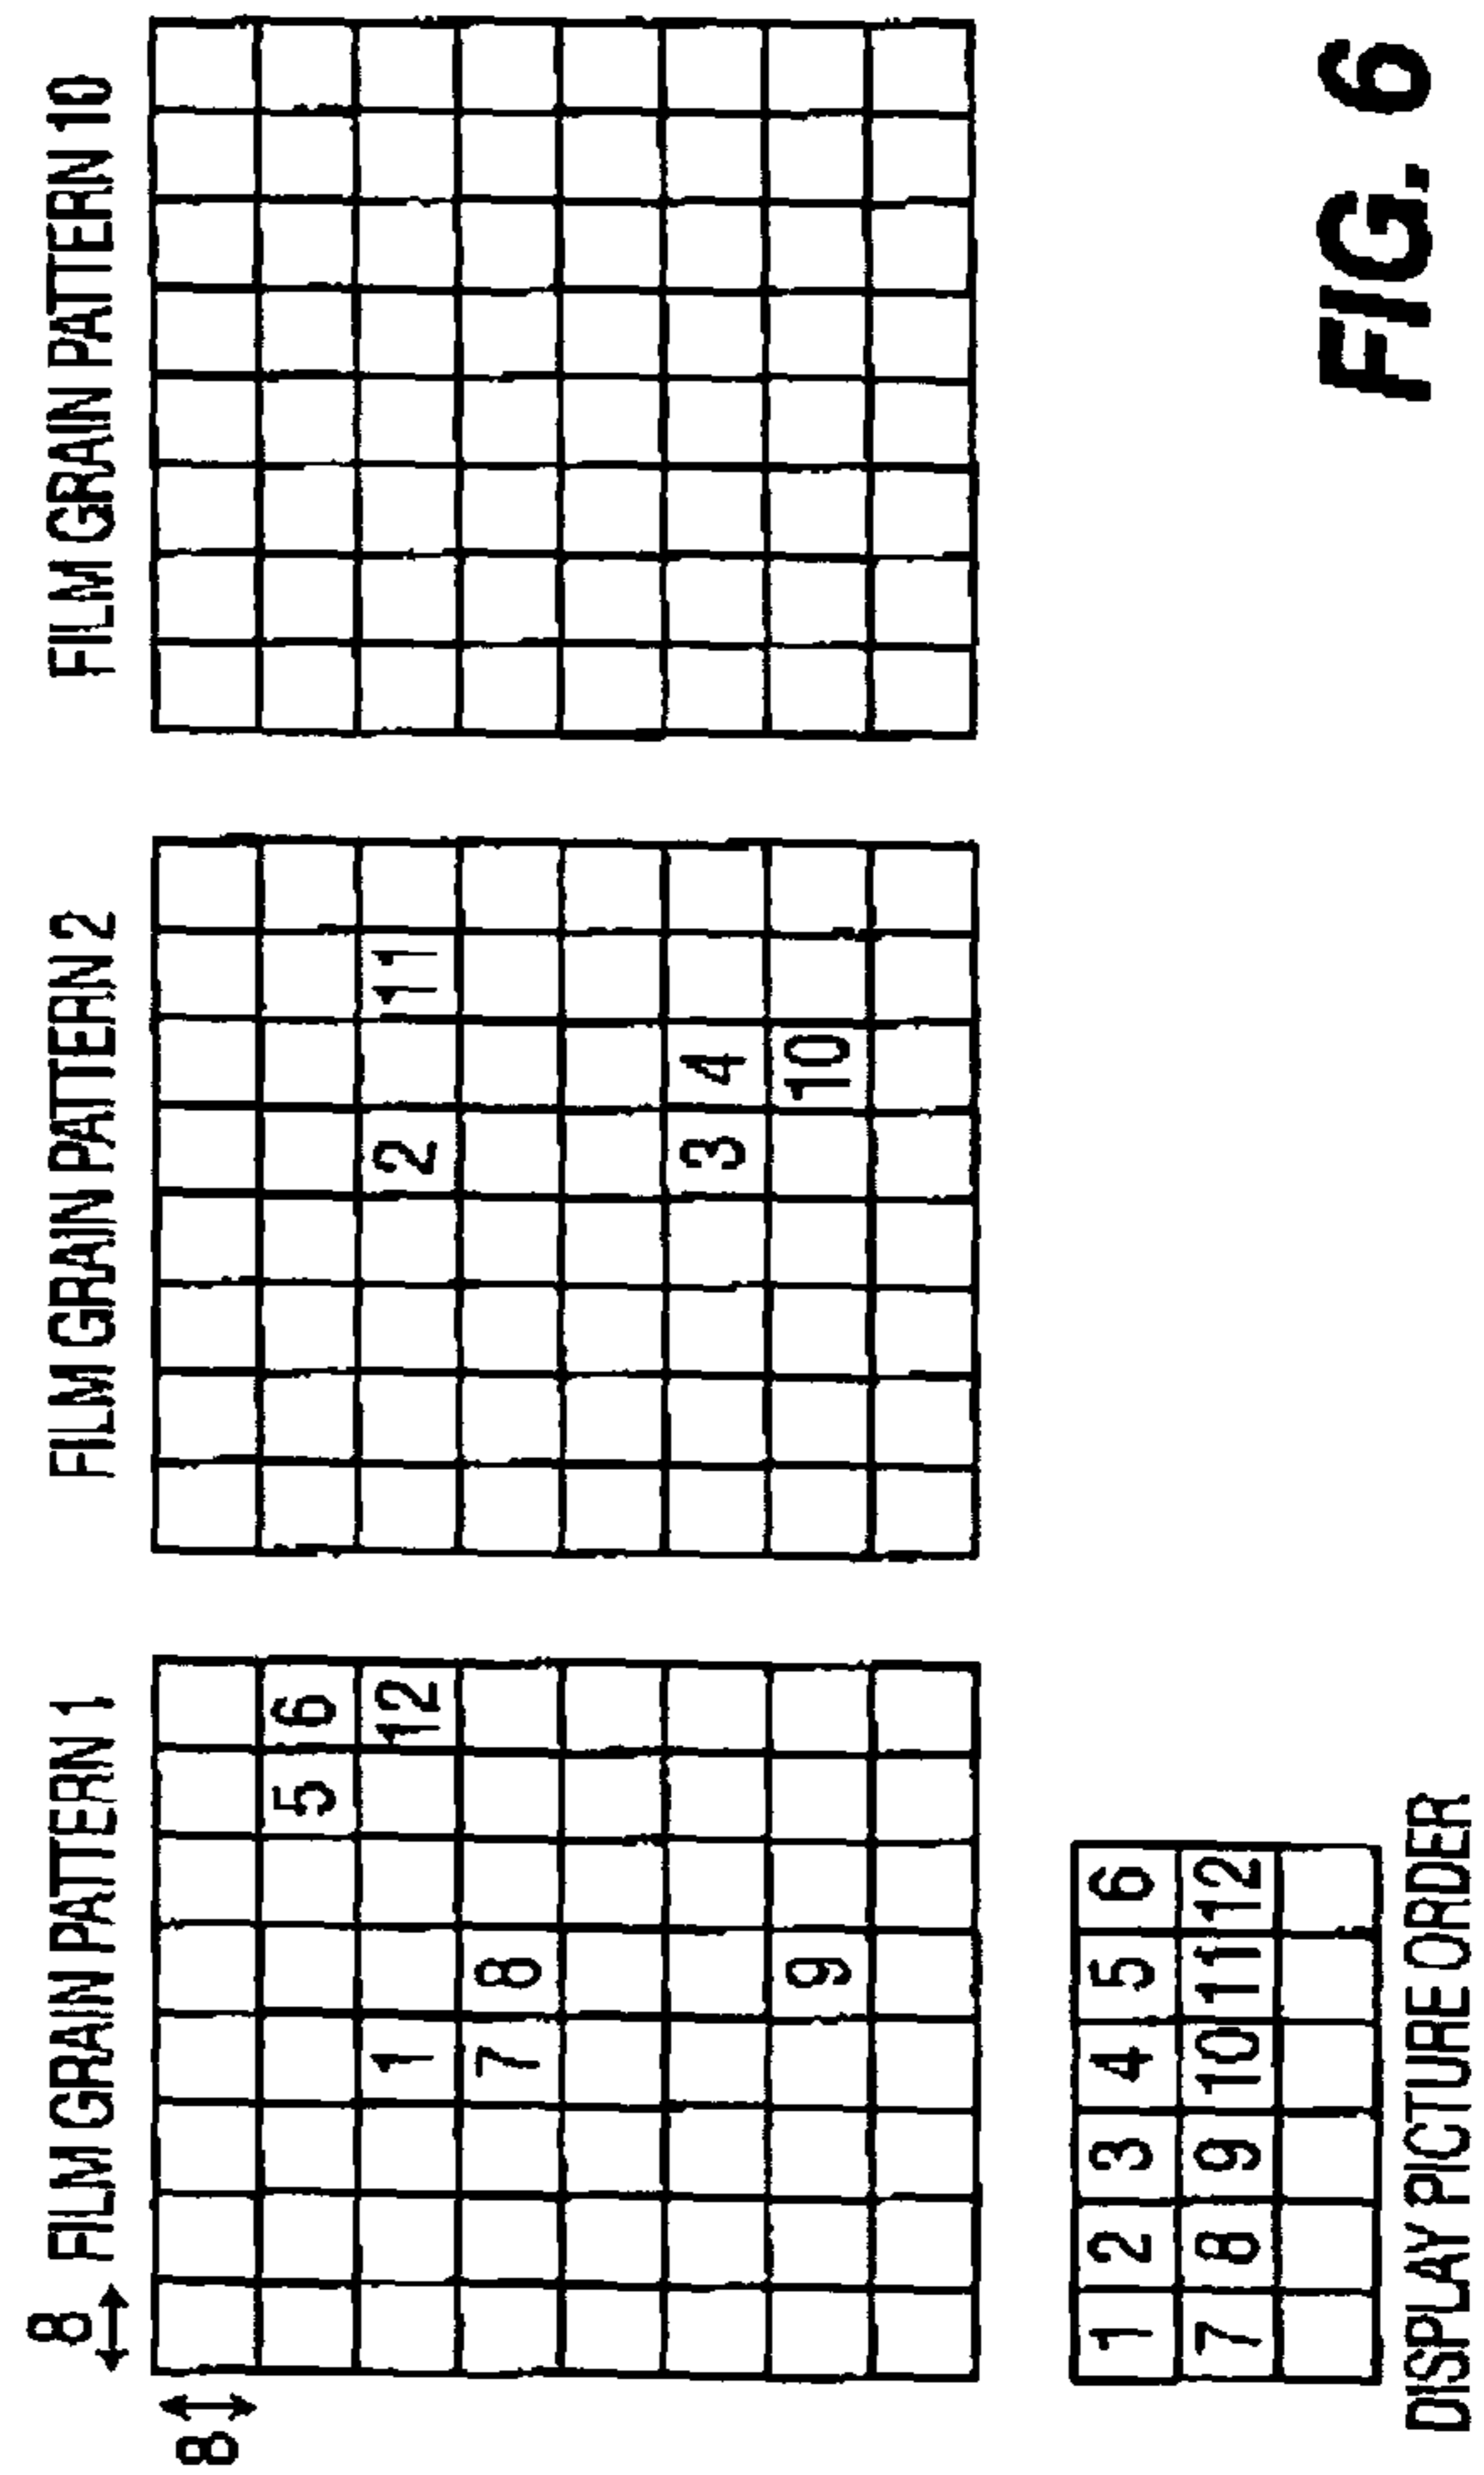 FILM GRAIN PATTERN 1
FILM GRAIN PATTERN 2
FILM GRAIN PATTERN 10
8
8
5 6
1 12
7 8
9
2 11
3 4
10
1 2 3 4 5 6
7 8 9 10 11 12
DISPLAY PICTURE ORDER
FIG. 6